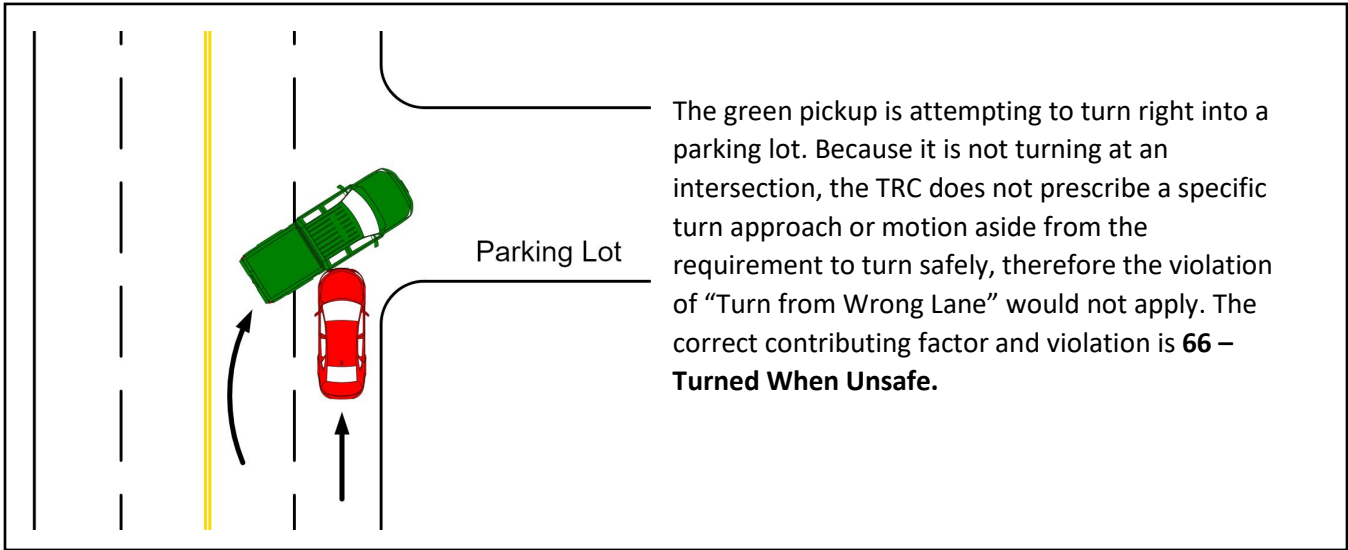 The green pickup is attempting to turn right into a
parking lot. Because it is not turning at an
intersection, the TRC does not prescribe a specific
turn approach or motion aside from the
requirement to turn safely, therefore the violation
of “Turn from Wrong Lane” would not apply. The
correct contributing factor and violation is 66 –
Turned When Unsafe.
Parking Lot